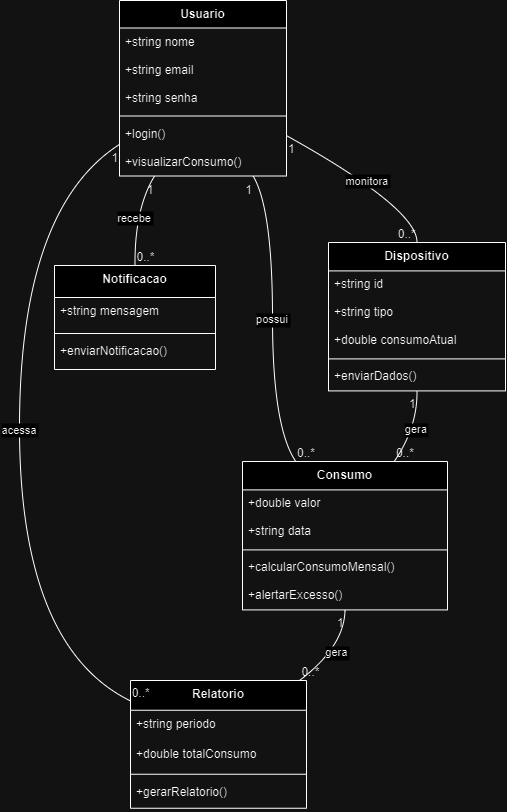 Usuario
+string nome
+string email
+string senha
+login()
+visualizarConsumo()
1
1
1
1
recebe
monitora
0..*
0..*
Notificacao
+string mensagem
+enviarNotificacao()
Dispositivo
+string id
+string tipo
+double consumoAtual
+enviarDados()
possui
1
gera
acessa
0..*
0..*
Consumo
+double valor
+string data
+calcularConsumoMensal()
+alertarExcesso()
1
gera
0..*
0..*
Relatorio
+string periodo
+double totalConsumo
+gerarRelatorio()